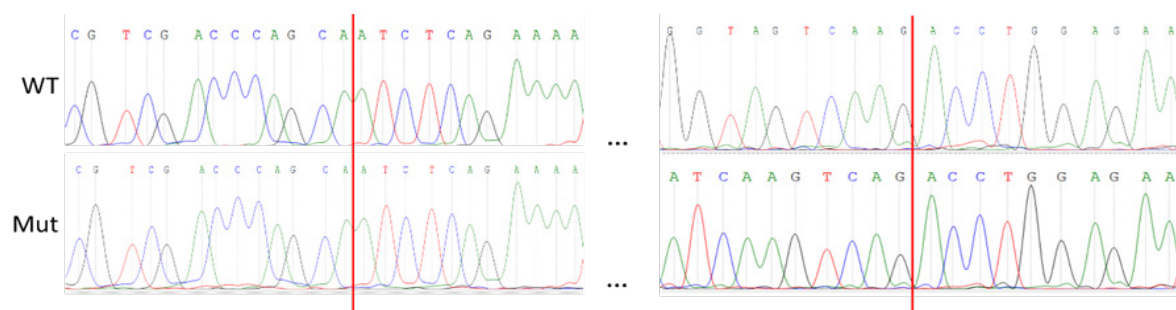 C G T C G A C C C A G C A A T C T C A G A A A A
G G T A G T C A A G A C C T G G A G A A
WT
...
C G T C G A C C C A G C A A T C T C A G A A A A
A T C A A G T C A G A C C T G G A G A A
Mut
...